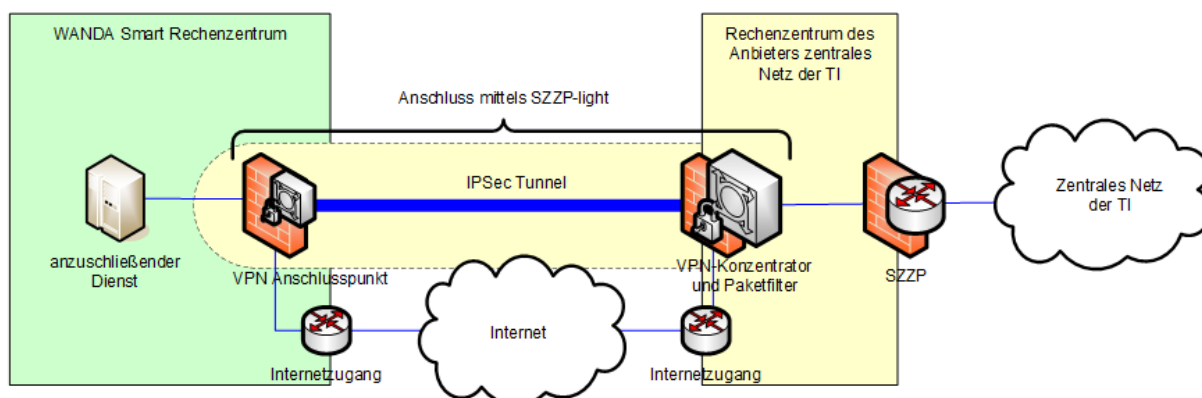 WANDA Smart Rechenzentrum
Rechenzentrum des
Anbieters zentrales
Netz der TI
Anschluss mittels SZZP-light
IPSec Tunnel
Zentrales Netz
der TI
anzuschließender
Dienst
VPN Anschlusspunkt
VPN-Konzentrator
und Paketfilter
SZZP
Internet
Internetzugang
Internetzugang